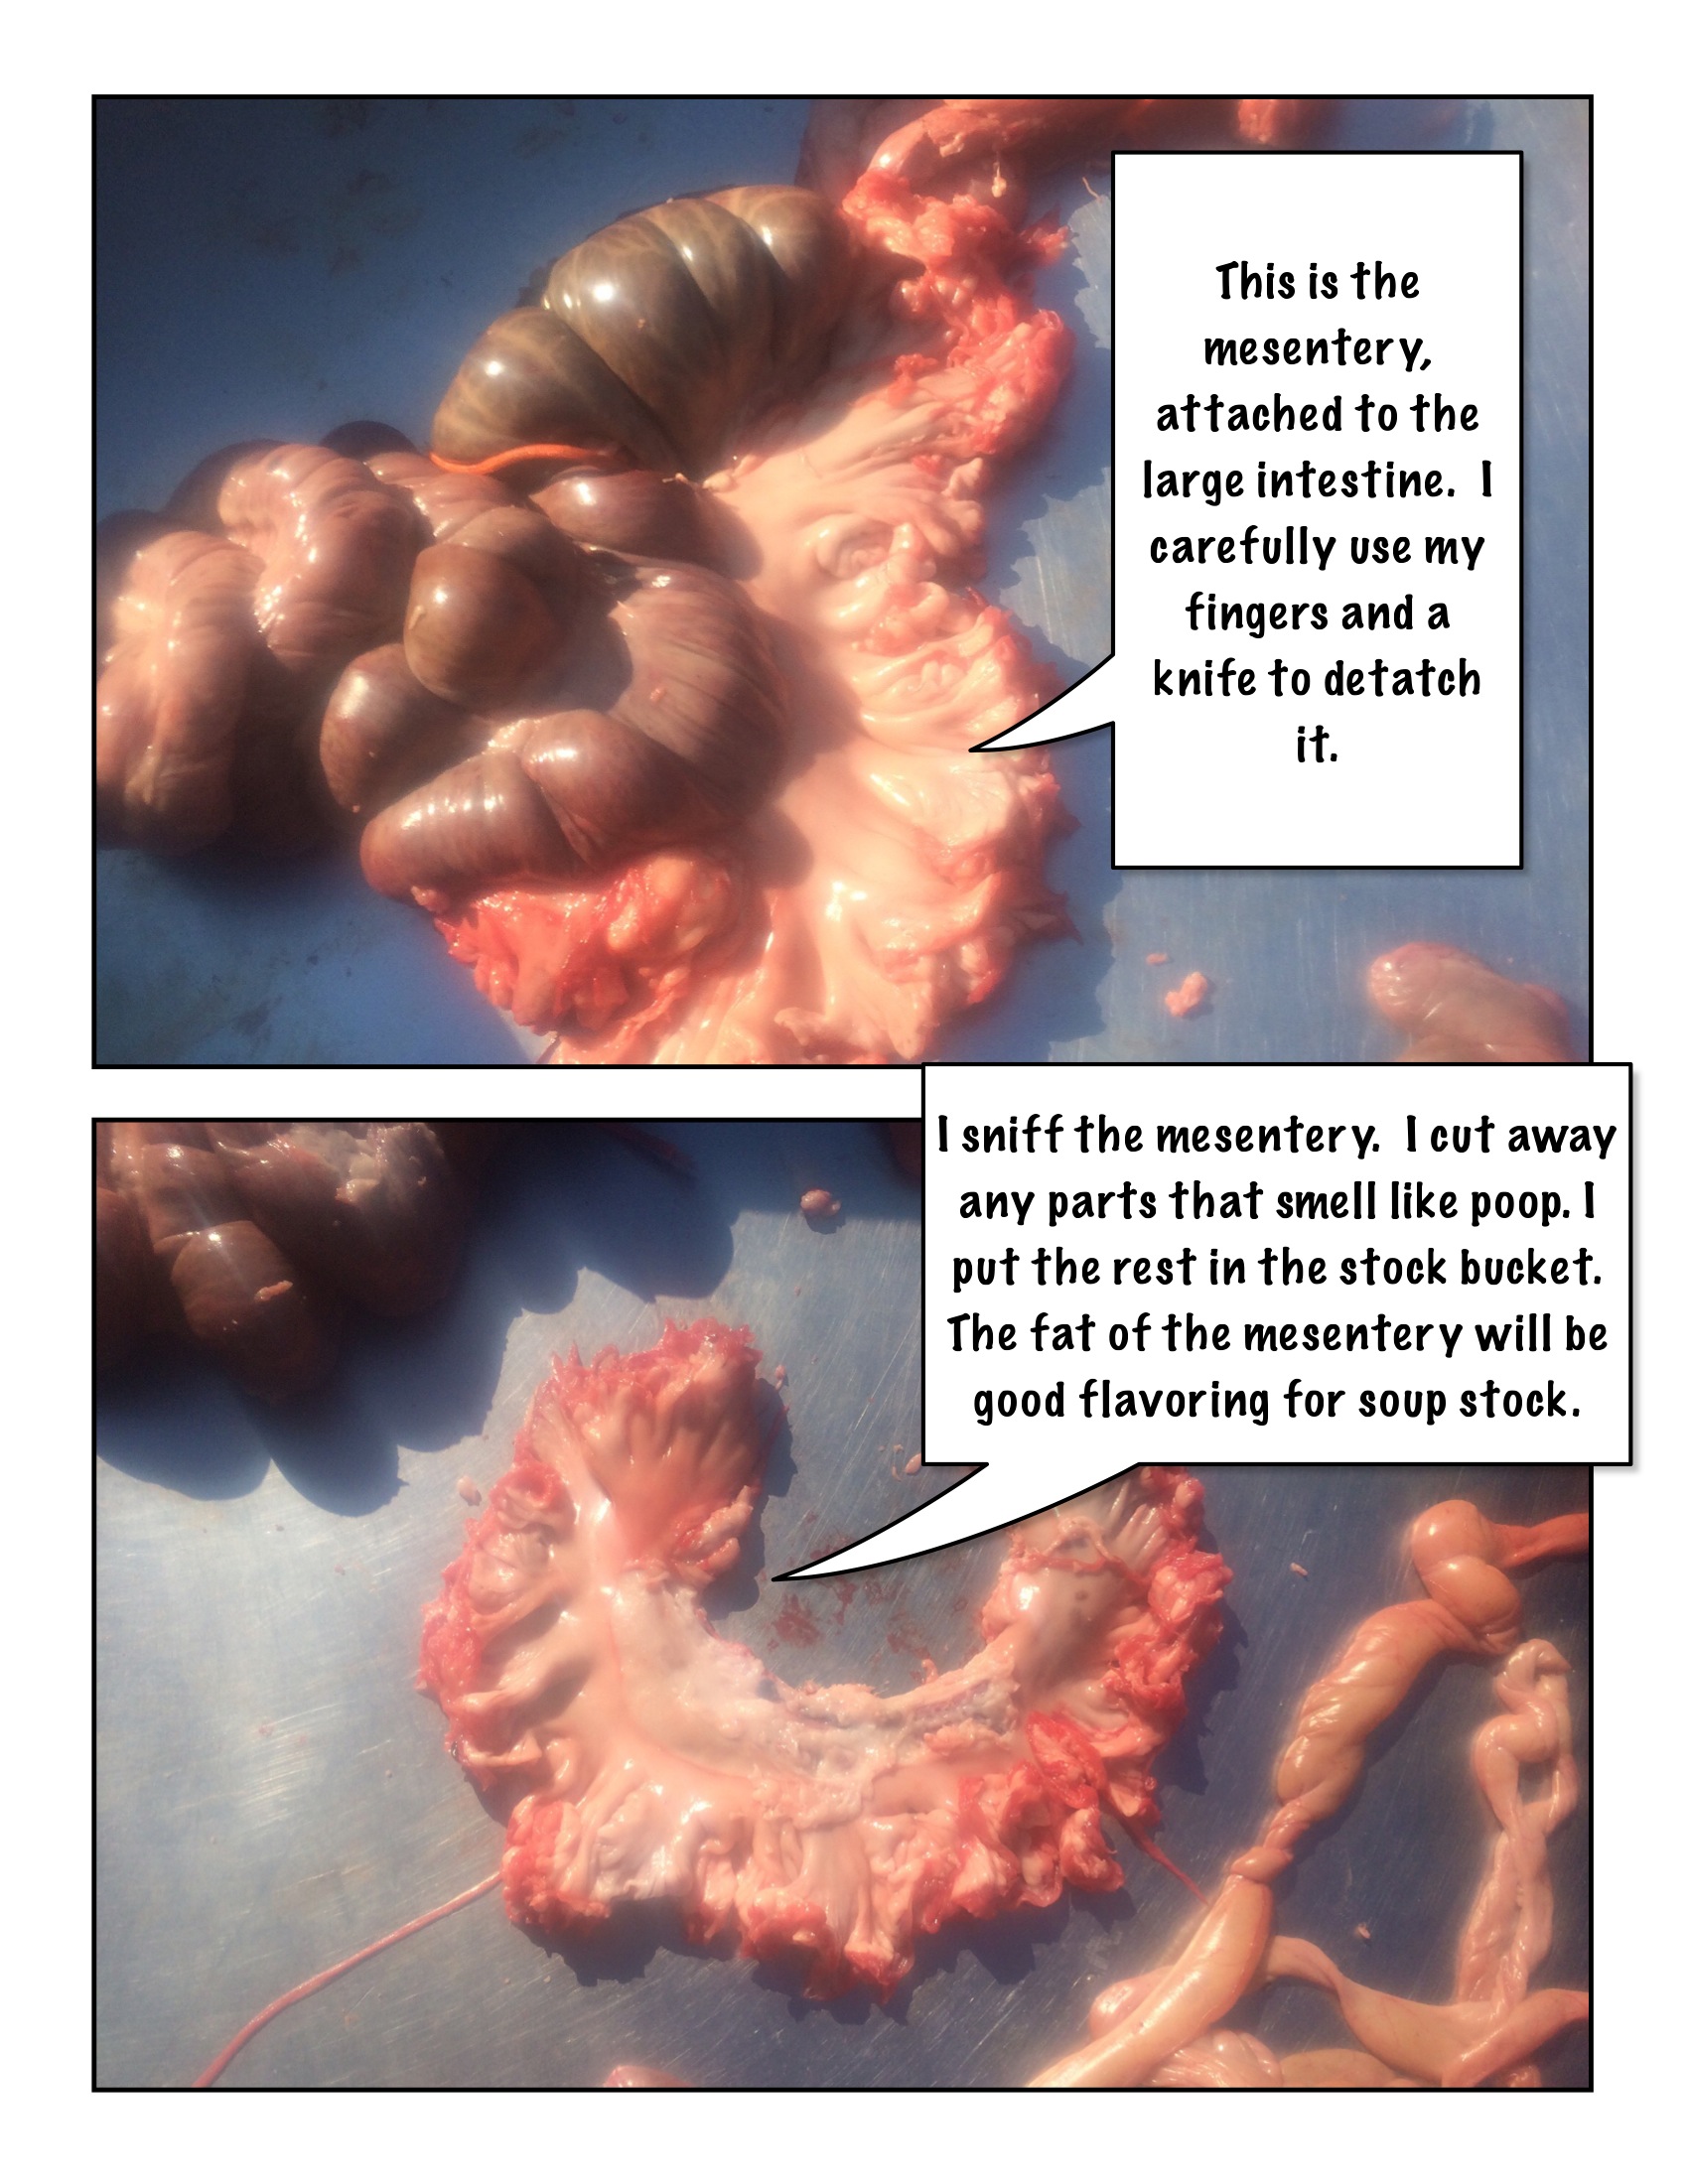 This is the
mesentery,
attached to the
large intestine.  I
carefully use my
fingers and a
knife to detatch
it.
I sniff the mesentery.  I cut away
any parts that smell like poop. I
put the rest in the stock bucket.
The fat of the mesentery will be
good flavoring for soup stock.